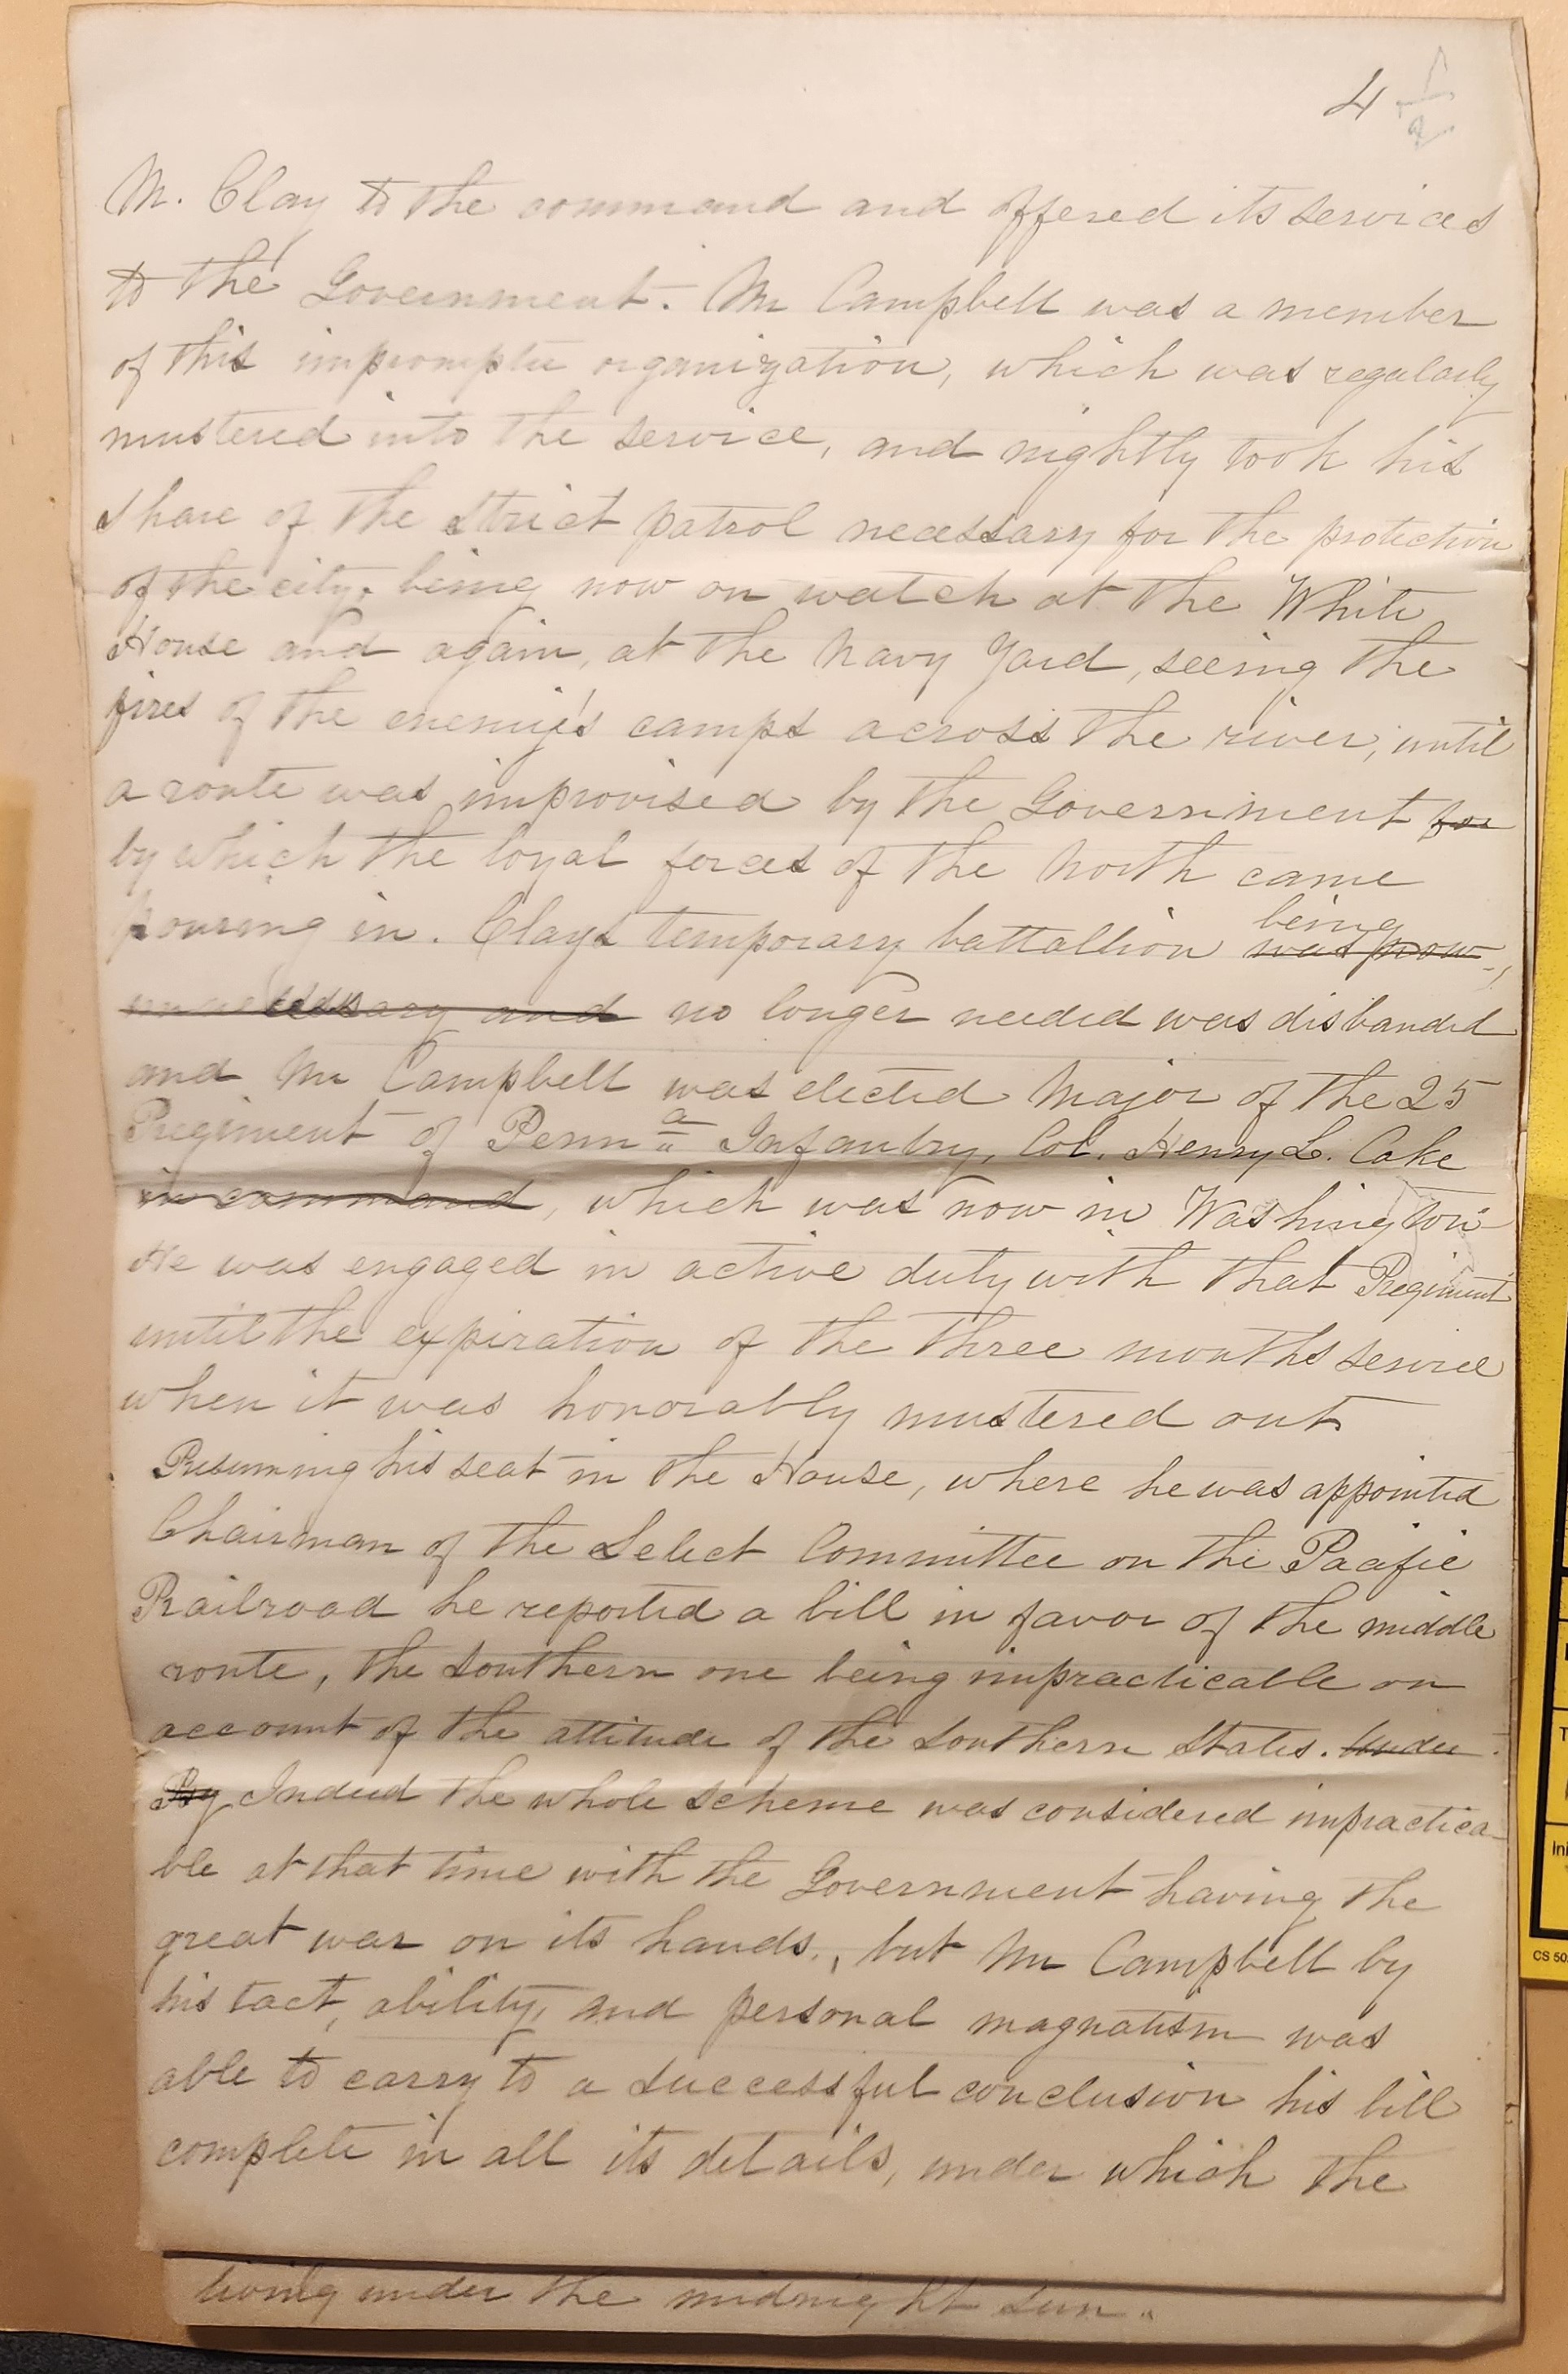 4
M. Clay to the command and offered its services
to the Government. Mr Campbell was a member
of this impromptu organization, which was regularly
mustered into the service, and nightly took his
share of the strict patrol necessary for the protection
of the city. being now on watch at the White
House and again, at the Navy Yard, seeing the
fires of the enemy's camps across the river, until
a route was improvised by the Government for
by which the loyal forces of the North came
pouring in. Clay's temporary battallion was now being
unnecessary and no longer needed was disbanded
and Mr Campbell was elected Major of the 25
Regiment of Penna Infantry, Col. Henry L. Cake
in command, which was now in Washington
He was engaged in active duty with that Regiment
until the expiration of the three months service
when it was honorably mustered out
Resuming his seat in the House, where he was appointed
Chairman of the Select Committee on the Pacific
Railroad he reported a bill in favor of the middle
route, the Southern one being impracticable on
account of the attitude of the Southern States. Under
By Indeed the whole scheme was considered impractica-
ble at that time with the Government having the
great war on its hands., but Mr Campbell by
his tact, ability, and personal magnatism was
able to carry to a successful conclusion his bill
complete in all its details, under which the
living under the midnight sun."